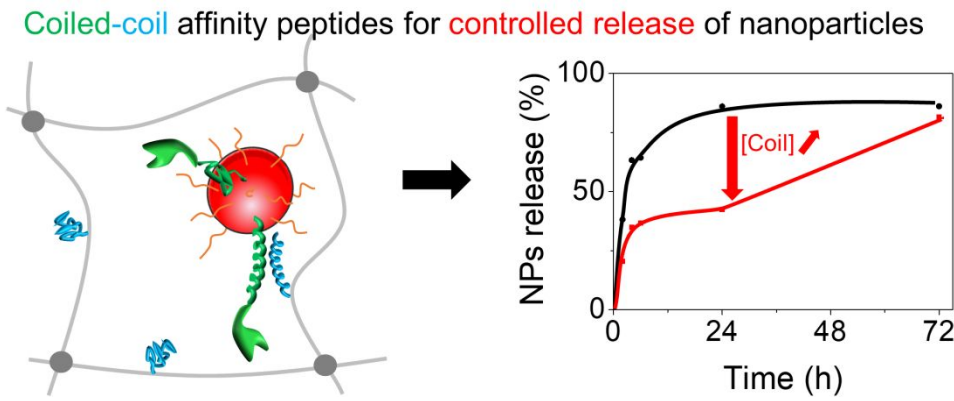 Coiled-coil affinity peptides for controlled release of nanoparticles
100
[Coil]
50
NPs release (%)
0
0 24 48 72
Time (h)